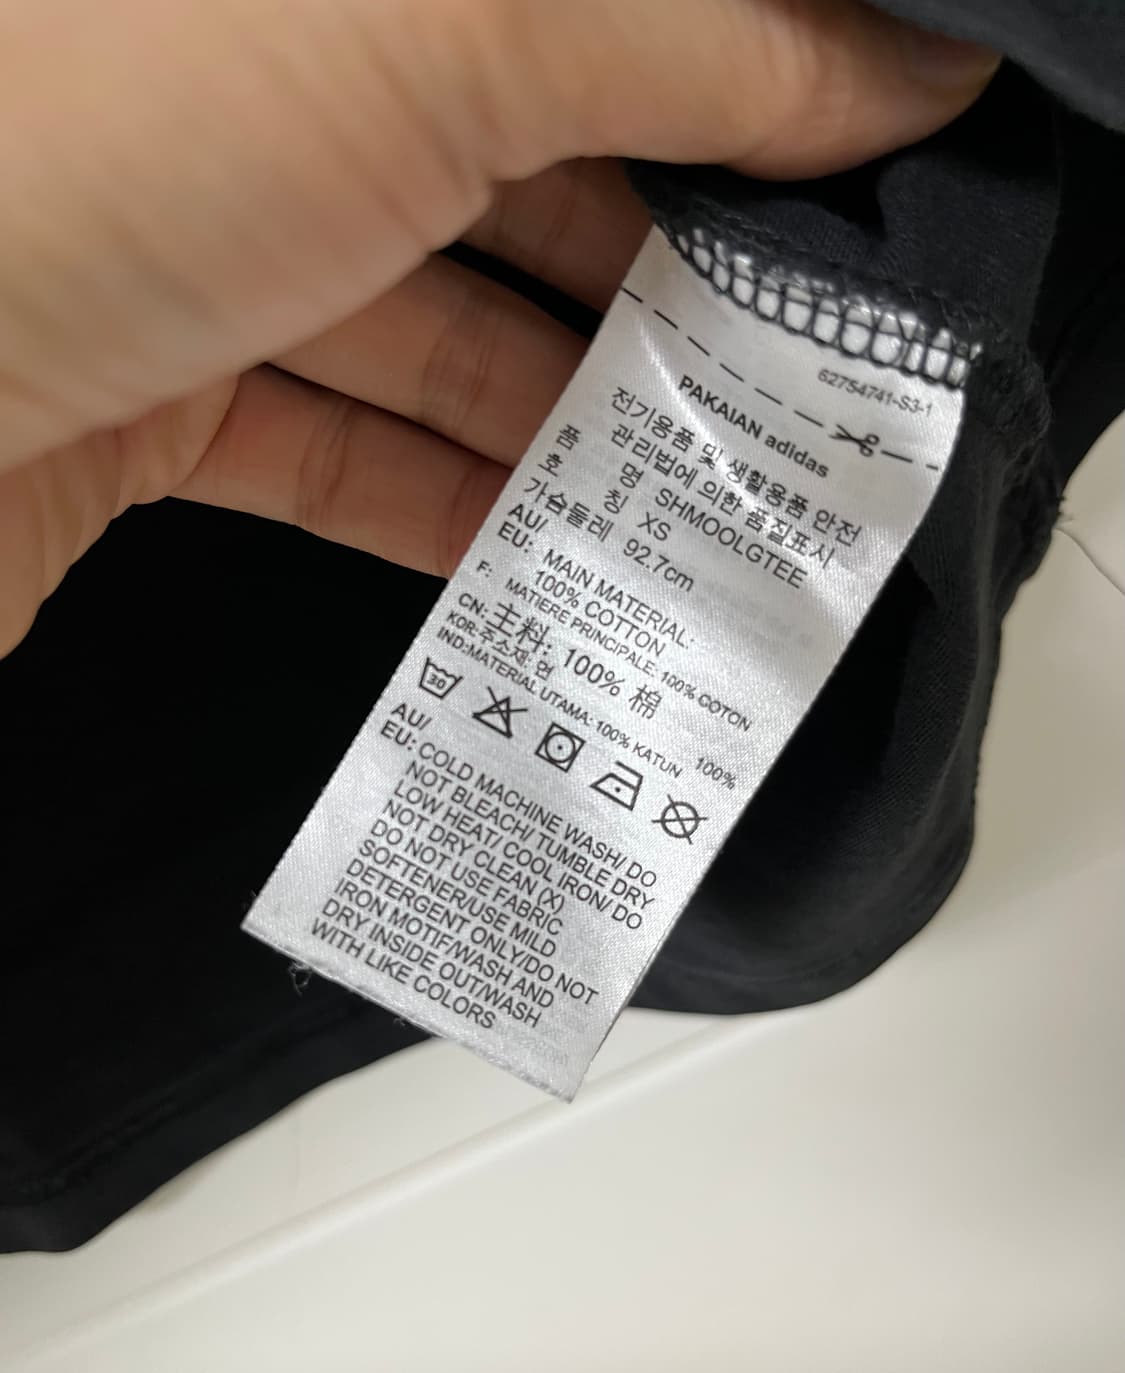 62754741-S3-1
PAKAIAN adidas
전기용품 및 생활용품 안전
관리법에 의한 품질표시
품 명 SHMOOLGTEE
호 칭 XS
가슴둘레 92.7cm
AU/
EU: MAIN MATERIAL:
100% COTTON
F: MATIERE PRINCIPALE: 100% COTON
CN: 主料: 100% 棉
KOR: 주소재: 면 100%
IND:MATERIAL UTAMA: 100% KATUN
30
AU/
EU: COLD MACHINE WASH/ DO
NOT BLEACH/ TUMBLE DRY
LOW HEAT/ COOL IRON/ DO
NOT DRY CLEAN (X)
DO NOT USE FABRIC
SOFTENER/USE MILD
DETERGENT ONLY/DO NOT
IRON MOTIF/WASH AND
DRY INSIDE OUT/WASH
WITH LIKE COLORS